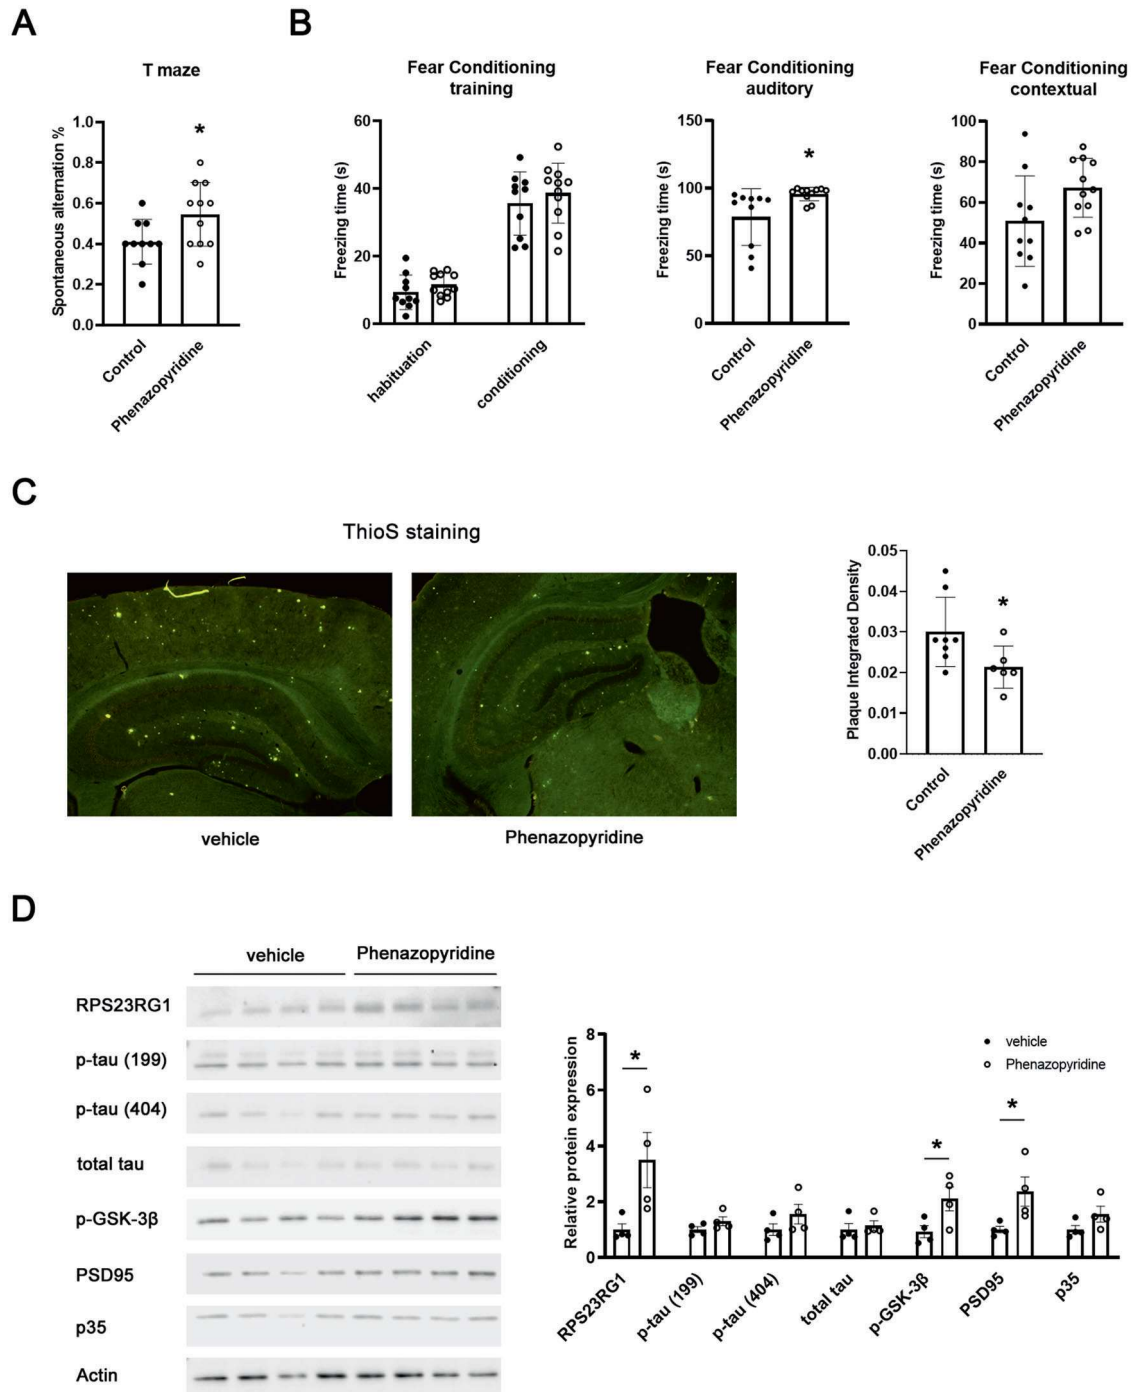 A
T maze
Spontaneous alternation %
1.0
0.8
0.6
0.4
0.2
0.0
*
Control
Phenazopyridine
B
Fear Conditioning
training
Freezing time (s)
60
40
20
0
habituation
conditioning
Fear Conditioning
auditory
Freezing time (s)
150
100
50
0
*
Control
Phenazopyridine
Fear Conditioning
contextual
Freezing time (s)
100
80
60
40
20
0
Control
Phenazopyridine
C
ThioS staining
vehicle
Phenazopyridine
Plaque Integrated Density
0.05
0.04
0.03
0.02
0.01
0.00
*
Control
Phenazopyridine
D
vehicle
Phenazopyridine
RPS23RG1
p-tau (199)
p-tau (404)
total tau
p-GSK-3β
PSD95
p35
Actin
Relative protein expression
8
6
4
2
0
*
*
*
vehicle
Phenazopyridine
RPS23RG1
p-tau (199)
p-tau (404)
total tau
p-GSK-3β
PSD95
p35